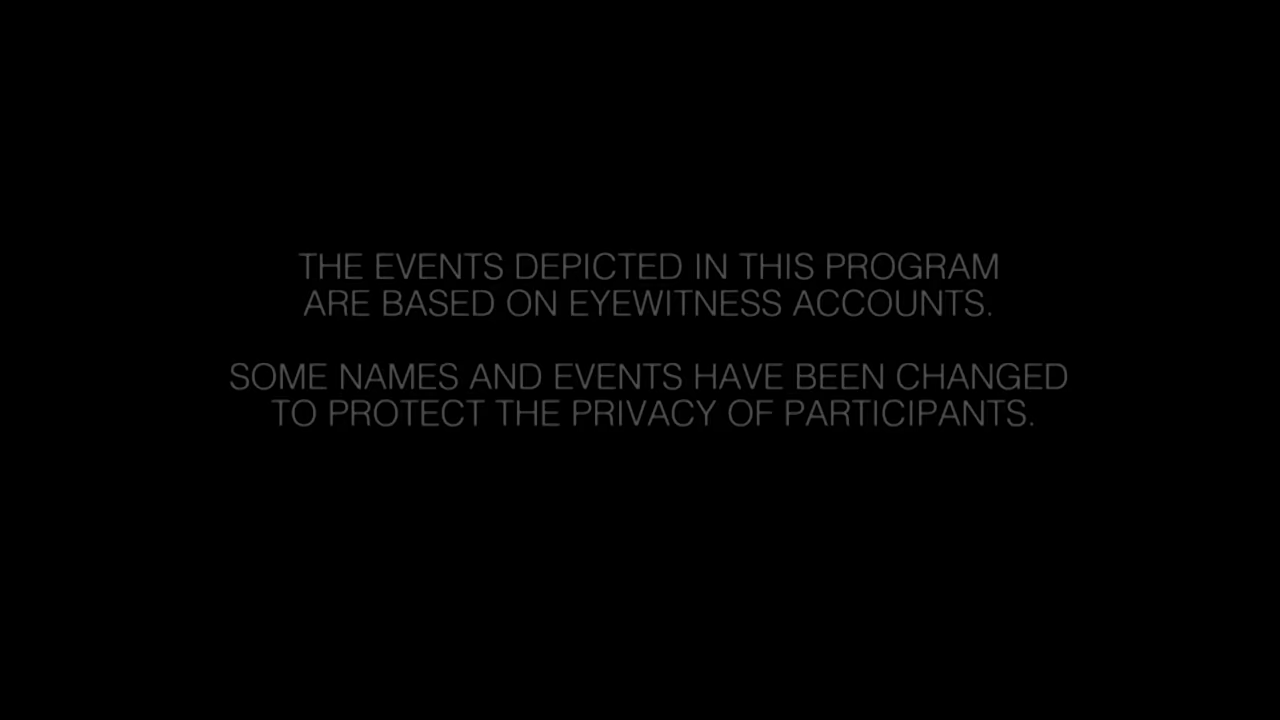 THE EVENTS DEPICTED IN THIS PROGRAM
ARE BASED ON EYEWITNESS ACCOUNTS.
SOME NAMES AND EVENTS HAVE BEEN CHANGED
TO PROTECT THE PRIVACY OF PARTICIPANTS.